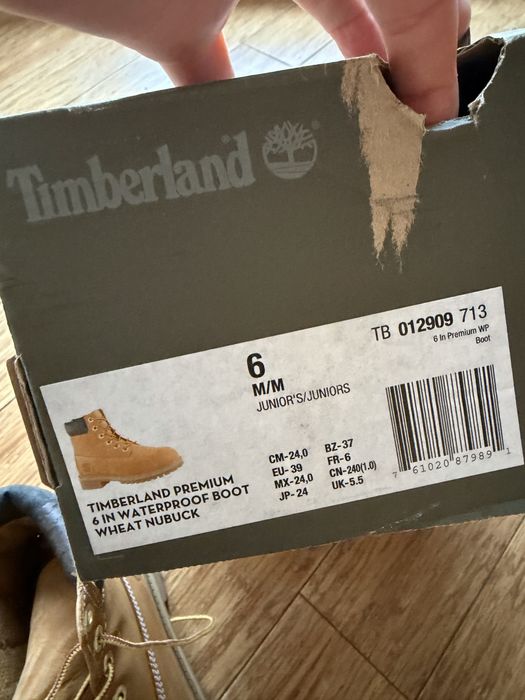 Timberland
TB 012909 713
6 In Premium WP
Boot
6
M/M
JUNIOR'S/JUNIORS
TIMBERLAND PREMIUM
6 IN WATERPROOF BOOT
WHEAT NUBUCK
CM-24,0 BZ-37
EU-39 FR-6
MX-24,0 CN-240(1.0)
JP-24 UK-5.5
7 61020 87989 1